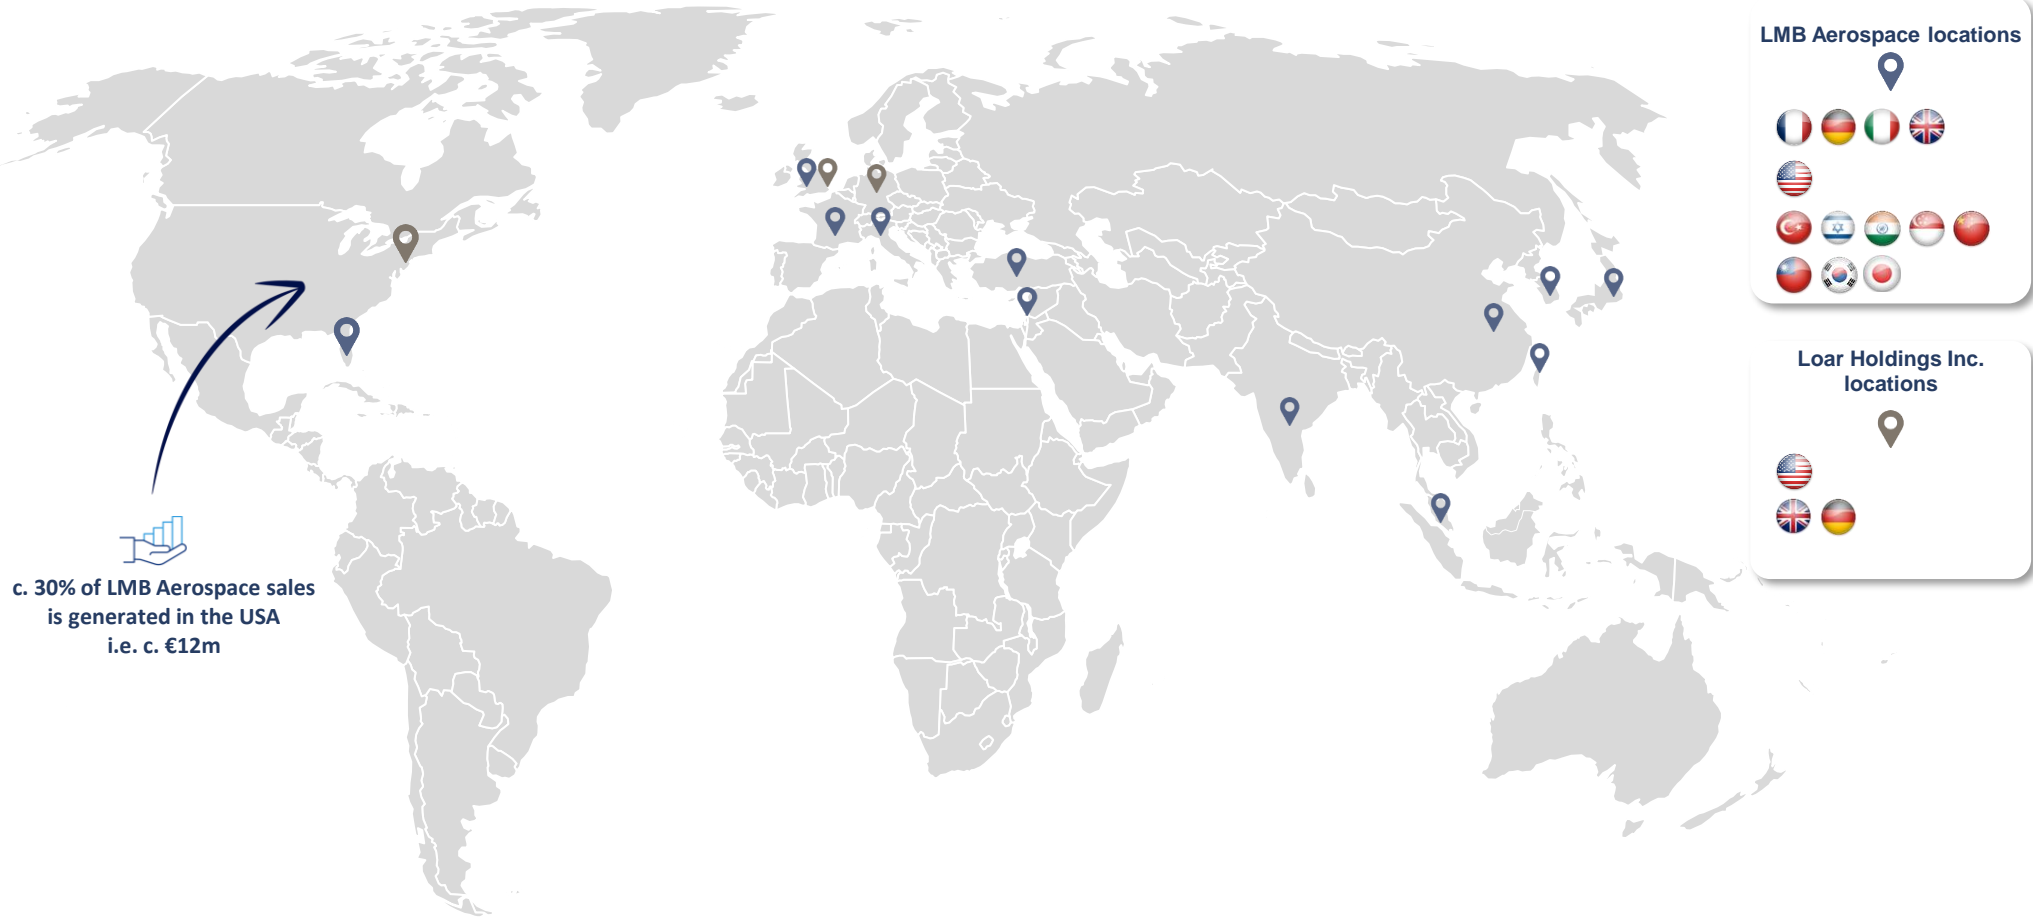 LMB Aerospace locations
Loar Holdings Inc.
locations
c. 30% of LMB Aerospace sales
is generated in the USA
i.e. c. €12m